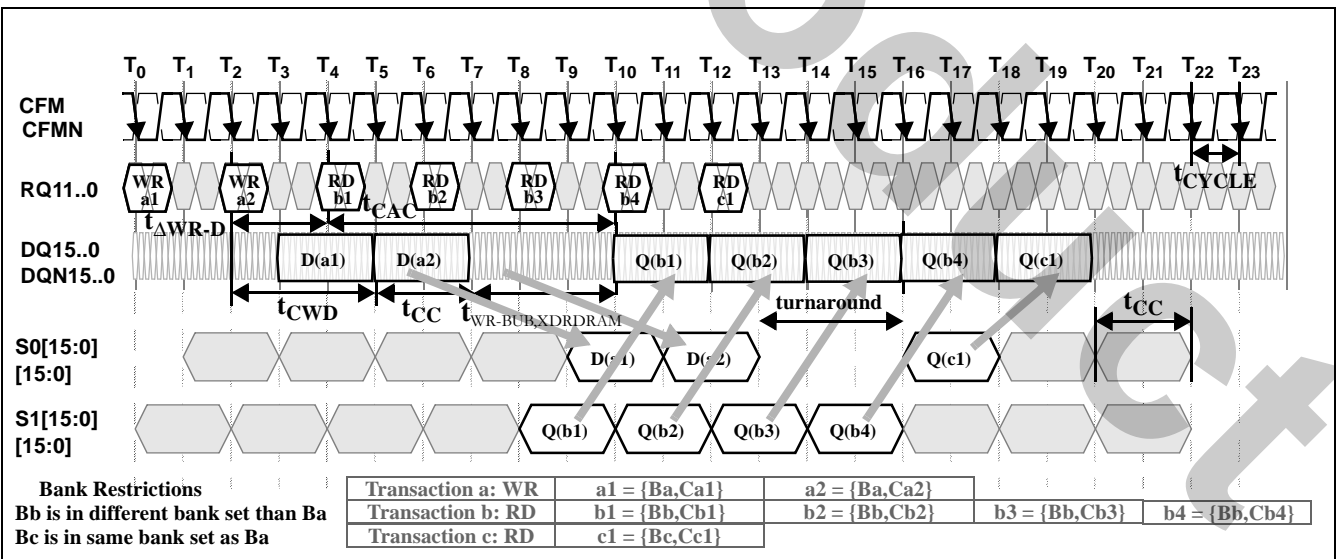 T0 T1 T2 T3 T4 T5 T6 T7 T8 T9 T10 T11 T12 T13 T14 T15 T16 T17 T18 T19 T20 T21 T22 T23
CFM
CFMN
tCYCLE
RQ11..0
WR a1
WR a2
RD b1
RD b2
RD b3
RD b4
RD c1
tΔWR-D
tCAC
DQ15..0
DQN15..0
D(a1) D(a2) Q(b1) Q(b2) Q(b3) Q(b4) Q(c1)
tCWD tCC tWR-BUB,XDRDRAM turnaround tCC
S0[15:0]
[15:0]
D(a1) D(a2) Q(c1)
S1[15:0]
[15:0]
Q(b1) Q(b2) Q(b3) Q(b4)
Bank Restrictions
Bb is in different bank set than Ba
Bc is in same bank set as Ba
Transaction a: WR a1 = {Ba,Ca1} a2 = {Ba,Ca2}
Transaction b: RD b1 = {Bb,Cb1} b2 = {Bb,Cb2} b3 = {Bb,Cb3} b4 = {Bb,Cb4}
Transaction c: RD c1 = {Bc,Cc1}
oduct